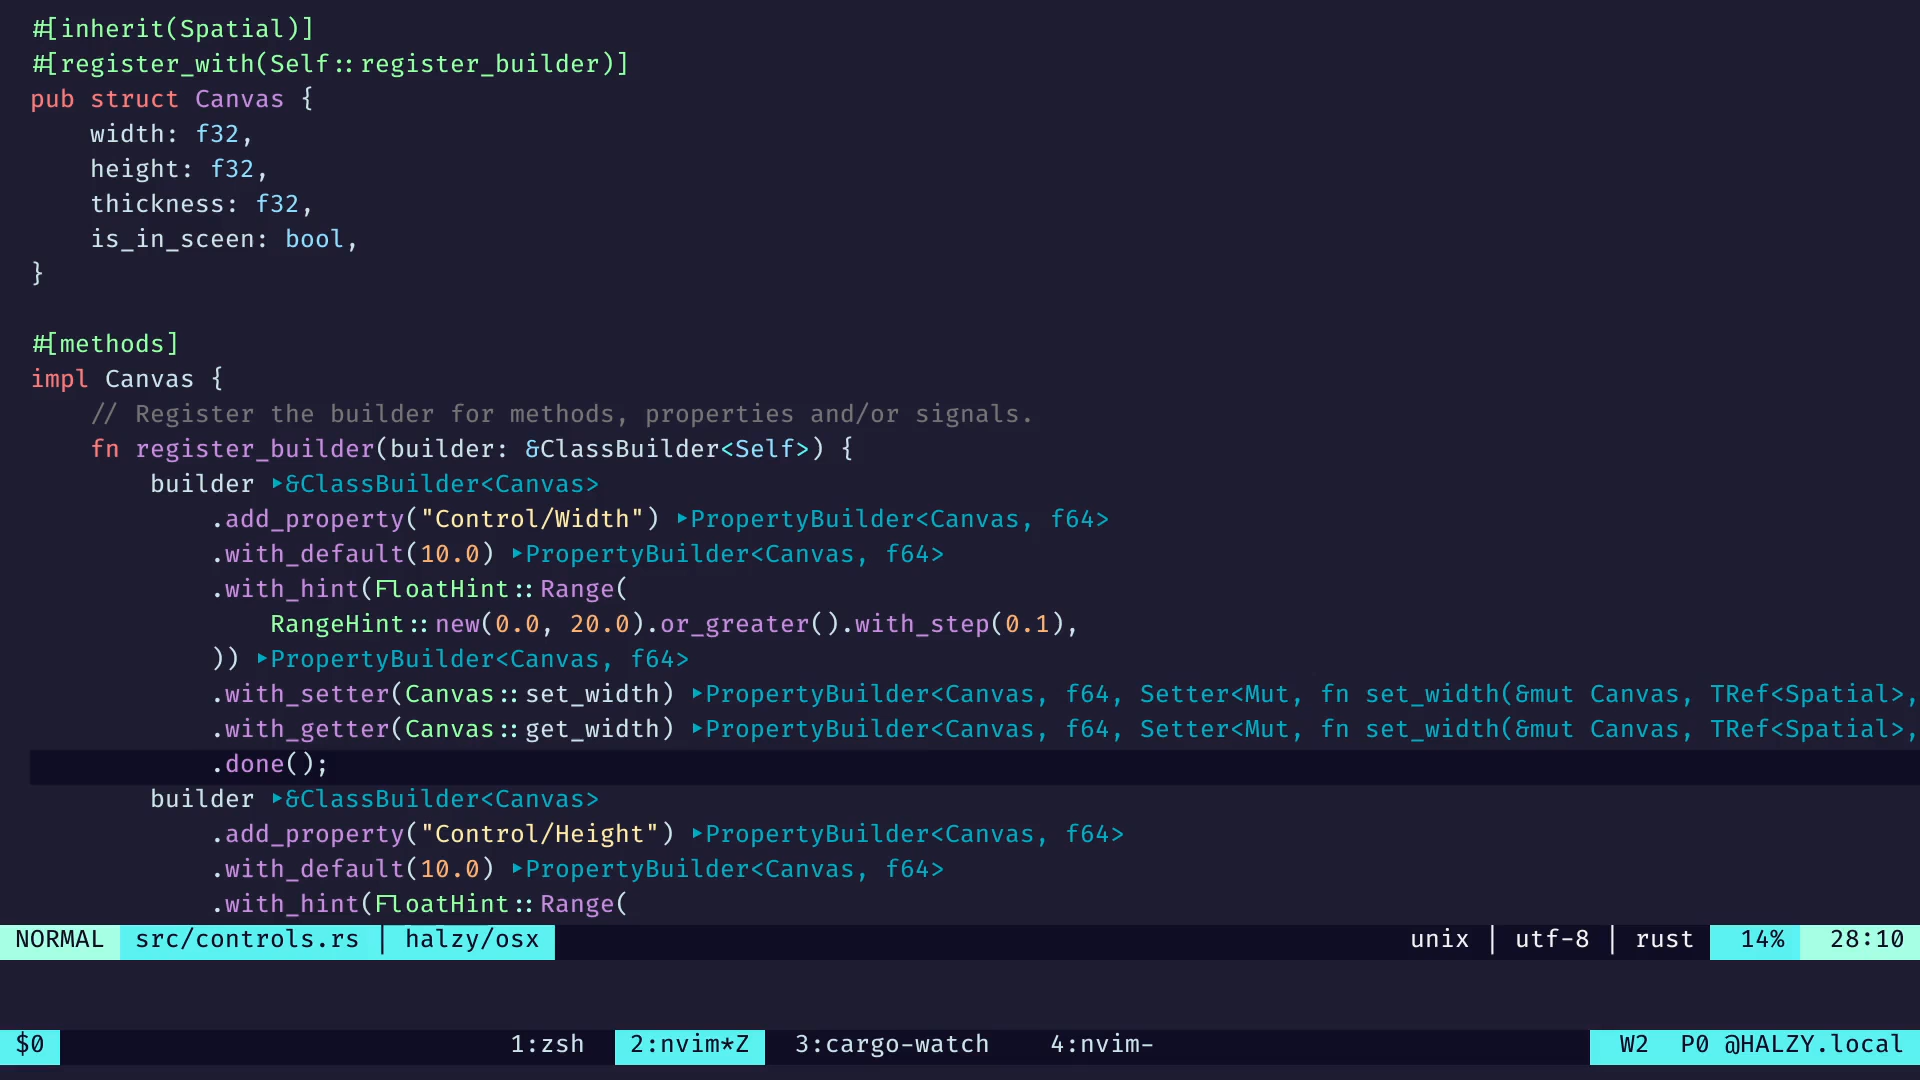 #[inherit(Spatial)]
#[register_with(Self::register_builder)]
pub struct Canvas {
    width: f32,
    height: f32,
    thickness: f32,
    is_in_sceen: bool,
}

#[methods]
impl Canvas {
    // Register the builder for methods, properties and/or signals.
    fn register_builder(builder: &ClassBuilder<Self>) {
        builder ▸&ClassBuilder<Canvas>
            .add_property("Control/Width") ▸PropertyBuilder<Canvas, f64>
            .with_default(10.0) ▸PropertyBuilder<Canvas, f64>
            .with_hint(FloatHint::Range(
                RangeHint::new(0.0, 20.0).or_greater().with_step(0.1),
            )) ▸PropertyBuilder<Canvas, f64>
            .with_setter(Canvas::set_width) ▸PropertyBuilder<Canvas, f64, Setter<Mut, fn set_width(&mut Canvas, TRef<Spatial>,
            .with_getter(Canvas::get_width) ▸PropertyBuilder<Canvas, f64, Setter<Mut, fn set_width(&mut Canvas, TRef<Spatial>,
            .done();
        builder ▸&ClassBuilder<Canvas>
            .add_property("Control/Height") ▸PropertyBuilder<Canvas, f64>
            .with_default(10.0) ▸PropertyBuilder<Canvas, f64>
            .with_hint(FloatHint::Range(
NORMAL src/controls.rs | halzy/osx unix | utf-8 | rust 14% 28:10
$0 1:zsh 2:nvim*Z 3:cargo-watch 4:nvim- W2 P0 @HALZY.local